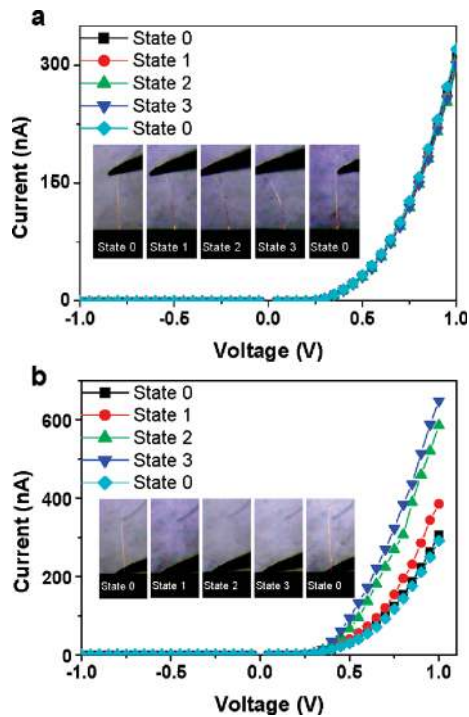 a
State 0
State 1
State 2
State 3
State 0
300
150
0
Current (nA)
State 0 State 1 State 2 State 3 State 0
-1.0 -0.5 0.0 0.5 1.0
Voltage (V)
b
State 0
State 1
State 2
State 3
State 0
600
400
200
0
Current (nA)
State 0 State 1 State 2 State 3 State 0
-1.0 -0.5 0.0 0.5 1.0
Voltage (V)